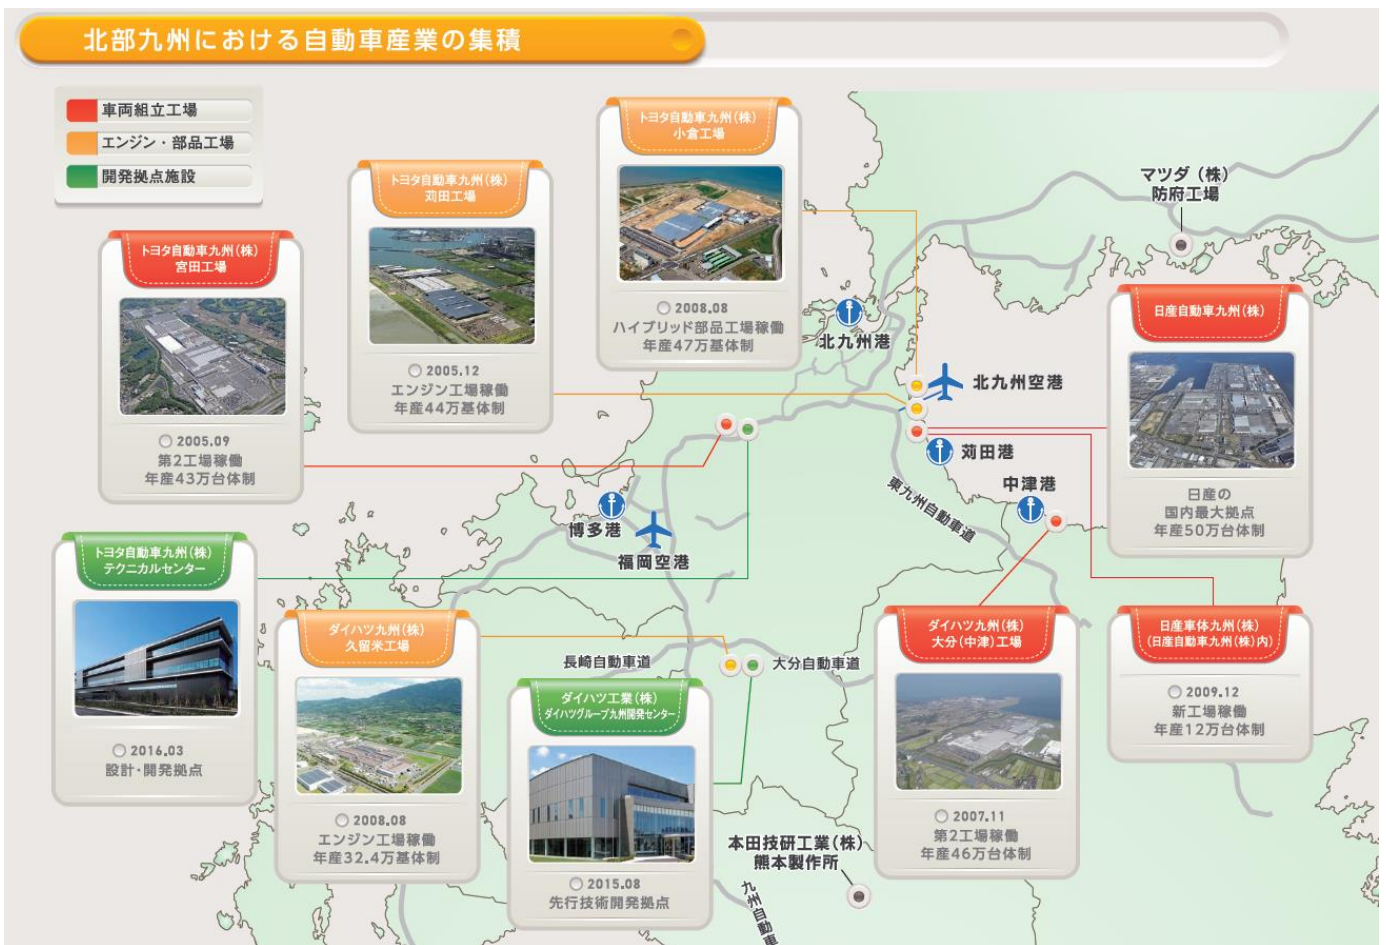 北部九州における自動車産業の集積
車両組立工場
エンジン・部品工場
開発拠点施設
トヨタ自動車九州(株)
小倉工場
2008.08
ハイブリッド部品工場稼働
年産47万基体制
トヨタ自動車九州(株)
苅田工場
2005.12
エンジン工場稼働
年産44万基体制
トヨタ自動車九州(株)
宮田工場
2005.09
第2工場稼働
年産43万台体制
マツダ(株)
防府工場
日産自動車九州(株)
日産の
国内最大拠点
年産50万台体制
北九州港
北九州空港
苅田港
中津港
東九州自動車道
博多港
福岡空港
トヨタ自動車九州(株)
テクニカルセンター
2016.03
設計・開発拠点
ダイハツ九州(株)
久留米工場
2008.08
エンジン工場稼働
年産32.4万基体制
長崎自動車道
大分自動車道
ダイハツ工業(株)
ダイハツグループ九州開発センター
2015.08
先行技術開発拠点
ダイハツ九州(株)
大分(中津)工場
2007.11
第2工場稼働
年産46万台体制
日産車体九州(株)
(日産自動車九州(株)内)
2009.12
新工場稼働
年産12万台体制
本田技研工業(株)
熊本製作所
九州自動車